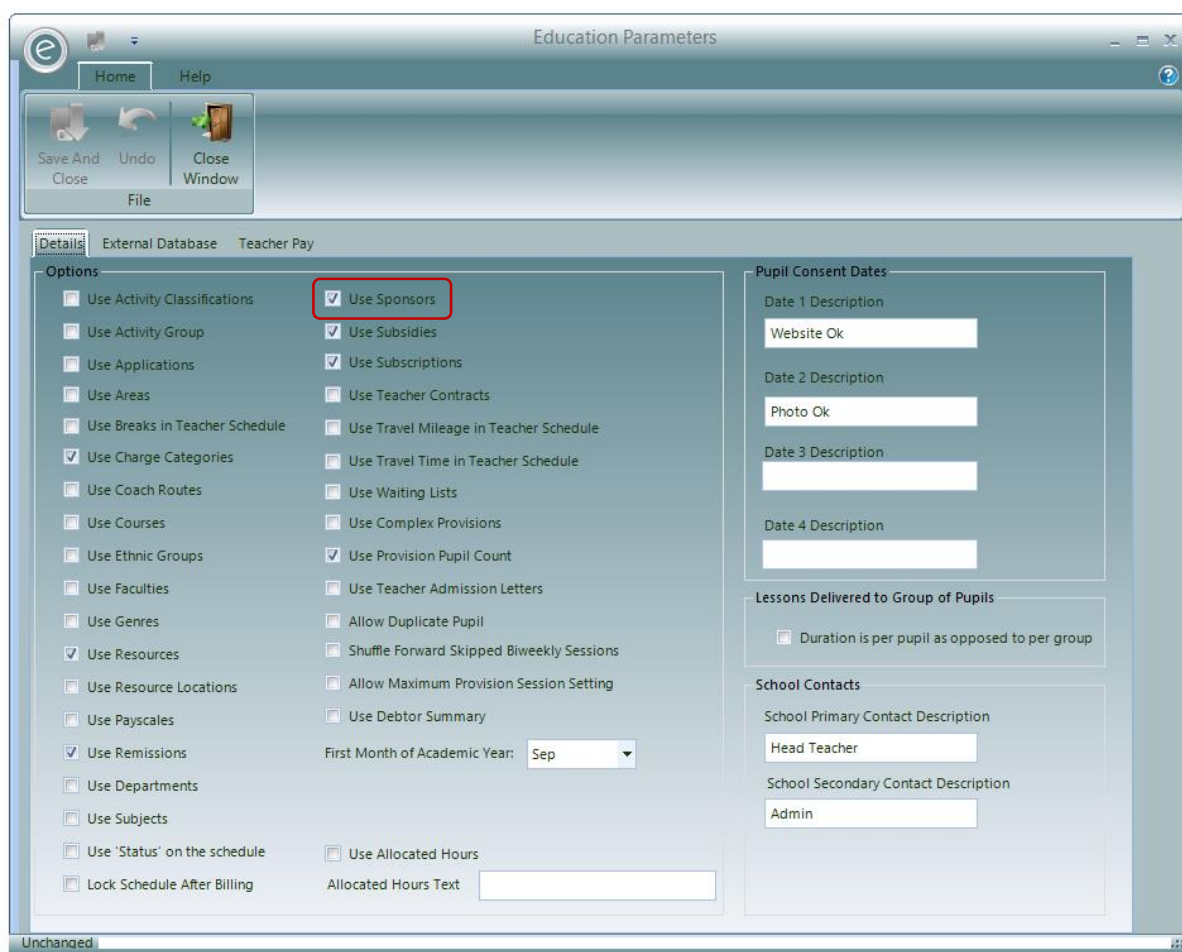 Education Parameters
Home Help
Save And Close
Undo
Close Window
File
Details External Database Teacher Pay
Options
Use Activity Classifications
Use Activity Group
Use Applications
Use Areas
Use Breaks in Teacher Schedule
Use Charge Categories
Use Coach Routes
Use Courses
Use Ethnic Groups
Use Faculties
Use Genres
Use Resources
Use Resource Locations
Use Payscales
Use Remissions
Use Departments
Use Subjects
Use 'Status' on the schedule
Lock Schedule After Billing
Use Sponsors
Use Subsidies
Use Subscriptions
Use Teacher Contracts
Use Travel Mileage in Teacher Schedule
Use Travel Time in Teacher Schedule
Use Waiting Lists
Use Complex Provisions
Use Provision Pupil Count
Use Teacher Admission Letters
Allow Duplicate Pupil
Shuffle Forward Skipped Biweekly Sessions
Allow Maximum Provision Session Setting
Use Debtor Summary
First Month of Academic Year: Sep
Use Allocated Hours
Allocated Hours Text
Pupil Consent Dates
Date 1 Description
Website Ok
Date 2 Description
Photo Ok
Date 3 Description
Date 4 Description
Lessons Delivered to Group of Pupils
Duration is per pupil as opposed to per group
School Contacts
School Primary Contact Description
Head Teacher
School Secondary Contact Description
Admin
Unchanged